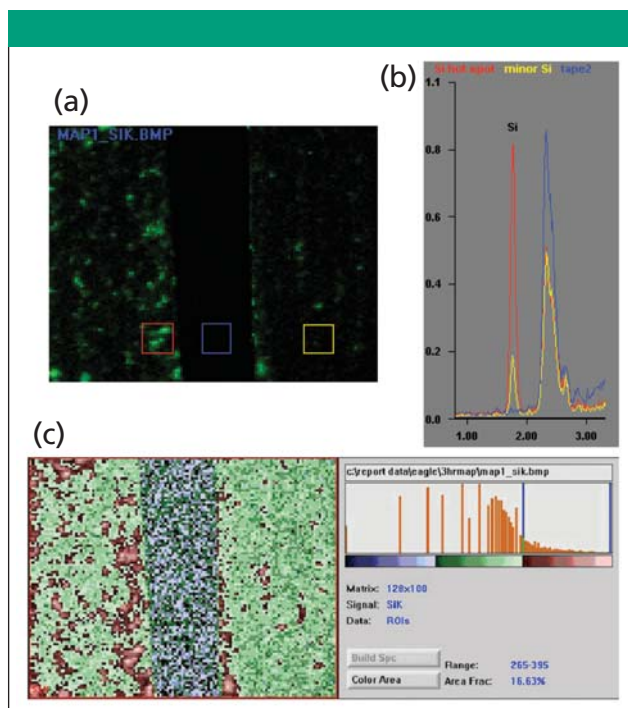 (a)
MAP1_SIK.BMP
(b)
Si hot spot minor Si tape2
1.1
Si
0.8
0.6
0.4
0.2
0.0
1.00 2.00 3.00
(c)
c:\report data\eagle\3hrmap\map1_sik.bmp
Matrix: 128x100
Signal: SiK
Data: ROIs
Build Spc
Color Area
Range: 265-395
Area Frac: 16.63%